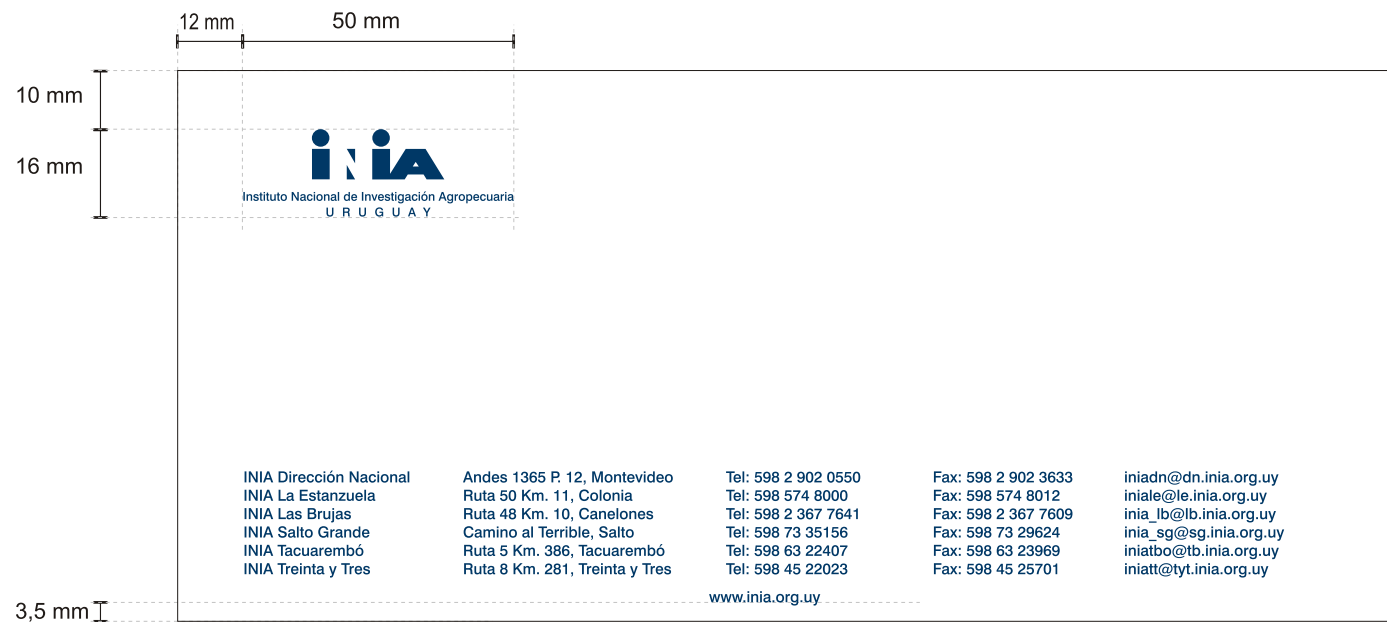 12 mm 50 mm
10 mm
16 mm
iNiA
Instituto Nacional de Investigación Agropecuaria
URUGUAY
INIA Dirección Nacional Andes 1365 P. 12, Montevideo Tel: 598 2 902 0550 Fax: 598 2 902 3633 iniadn@dn.inia.org.uy
INIA La Estanzuela Ruta 50 Km. 11, Colonia Tel: 598 574 8000 Fax: 598 574 8012 iniale@le.inia.org.uy
INIA Las Brujas Ruta 48 Km. 10, Canelones Tel: 598 2 367 7641 Fax: 598 2 367 7609 inia_lb@lb.inia.org.uy
INIA Salto Grande Camino al Terrible, Salto Tel: 598 73 35156 Fax: 598 73 29624 inia_sg@sg.inia.org.uy
INIA Tacuarembó Ruta 5 Km. 386, Tacuarembó Tel: 598 63 22407 Fax: 598 63 23969 iniatbo@tb.inia.org.uy
INIA Treinta y Tres Ruta 8 Km. 281, Treinta y Tres Tel: 598 45 22023 Fax: 598 45 25701 iniatt@tyt.inia.org.uy
www.inia.org.uy
3,5 mm